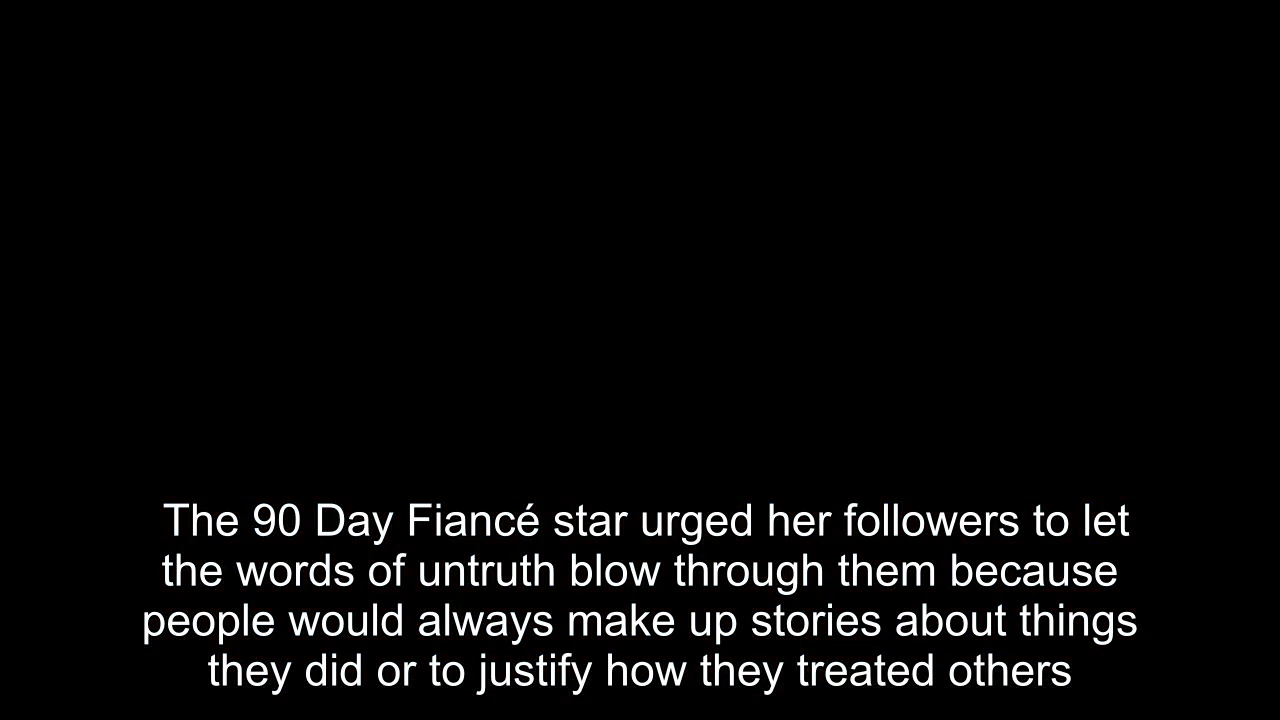 The 90 Day Fiancé star urged her followers to let
the words of untruth blow through them because
people would always make up stories about things
they did or to justify how they treated others